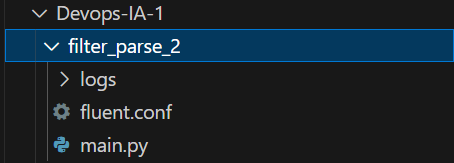 Devops-IA-1
filter_parse_2
logs
fluent.conf
main.py